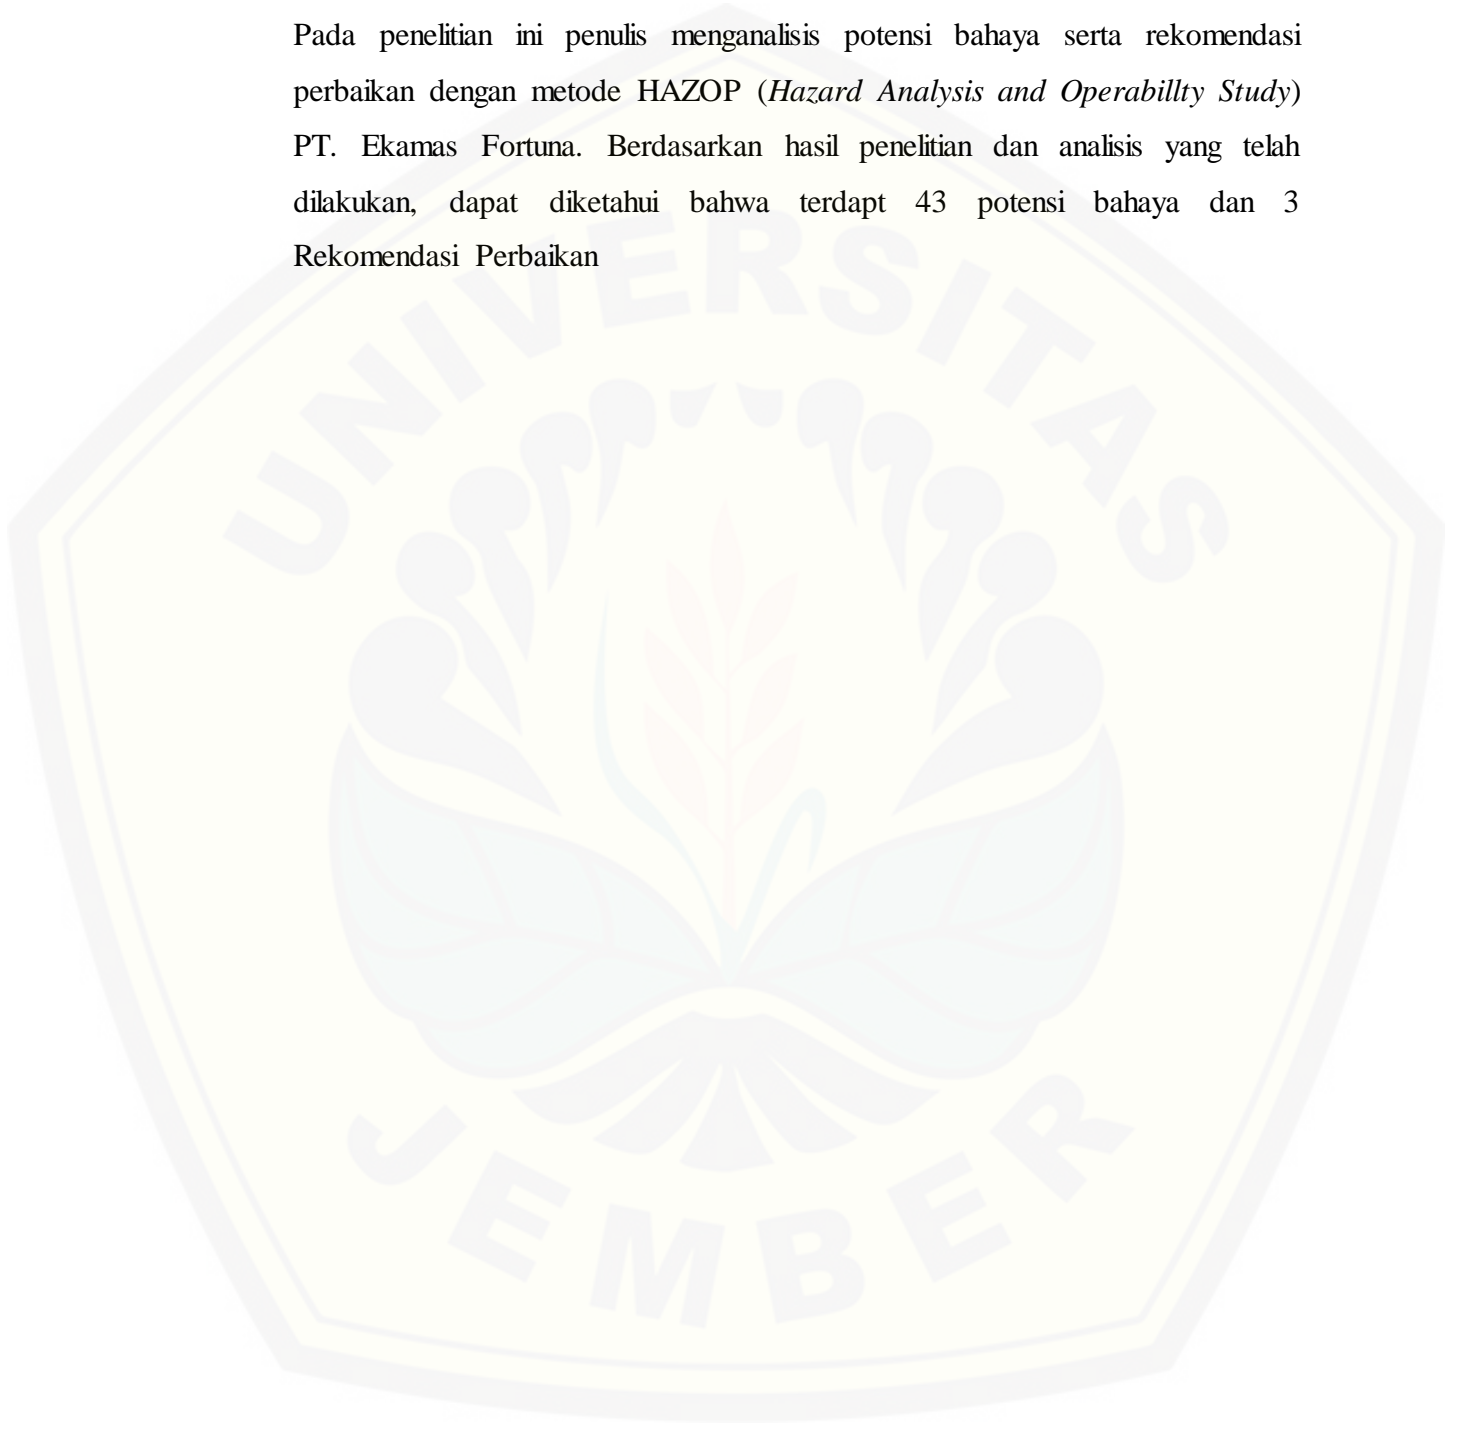 Pada penelitian ini penulis menganalisis potensi bahaya serta rekomendasi
perbaikan dengan metode HAZOP (Hazard Analysis and Operabillty Study)
PT. Ekamas Fortuna. Berdasarkan hasil penelitian dan analisis yang telah
dilakukan, dapat diketahui bahwa terdapt 43 potensi bahaya dan 3
Rekomendasi Perbaikan
UNIVERSITAS
JEMBER